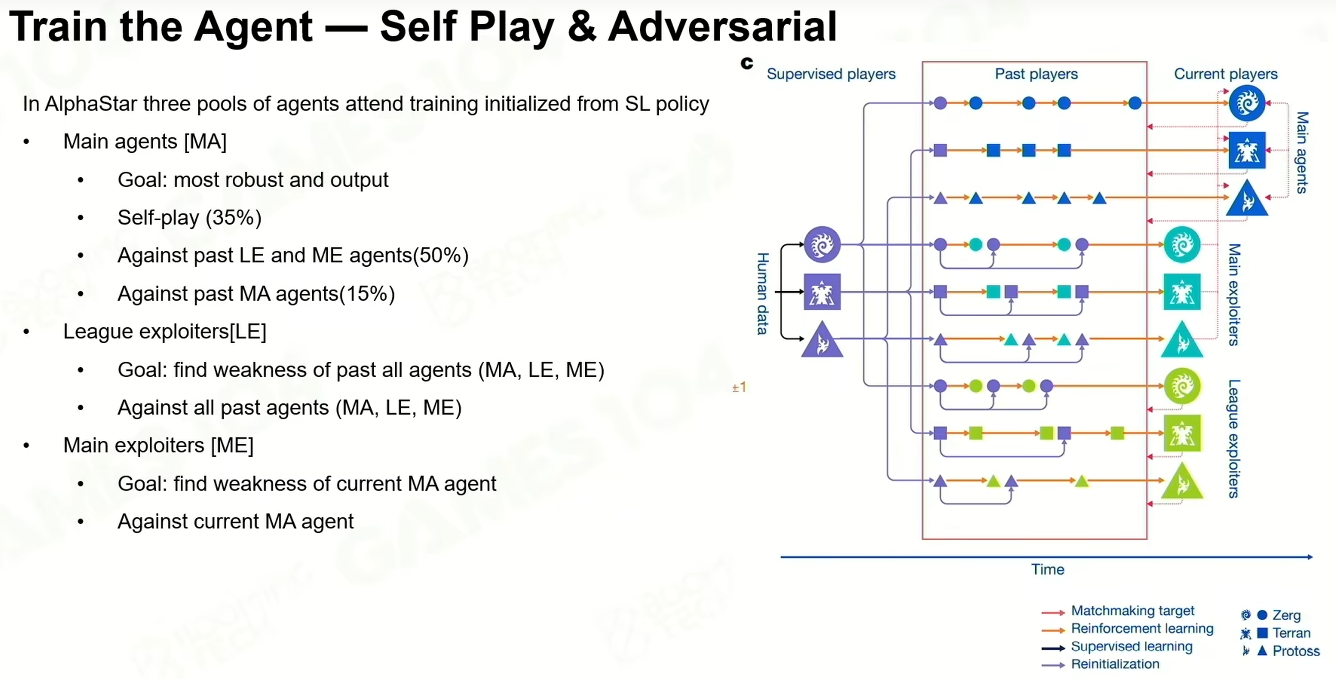 Train the Agent — Self Play & Adversarial
In AlphaStar three pools of agents attend training initialized from SL policy
• Main agents [MA]
• Goal: most robust and output
• Self-play (35%)
• Against past LE and ME agents(50%)
• Against past MA agents(15%)
• League exploiters[LE]
• Goal: find weakness of past all agents (MA, LE, ME)
• Against all past agents (MA, LE, ME)
• Main exploiters [ME]
• Goal: find weakness of current MA agent
• Against current MA agent
c
Supervised players
Past players
Current players
Human data
Main agents
Main exploiters
League exploiters
±1
Time
Matchmaking target
Reinforcement learning
Supervised learning
Reinitialization
Zerg
Terran
Protoss
GAMES 104